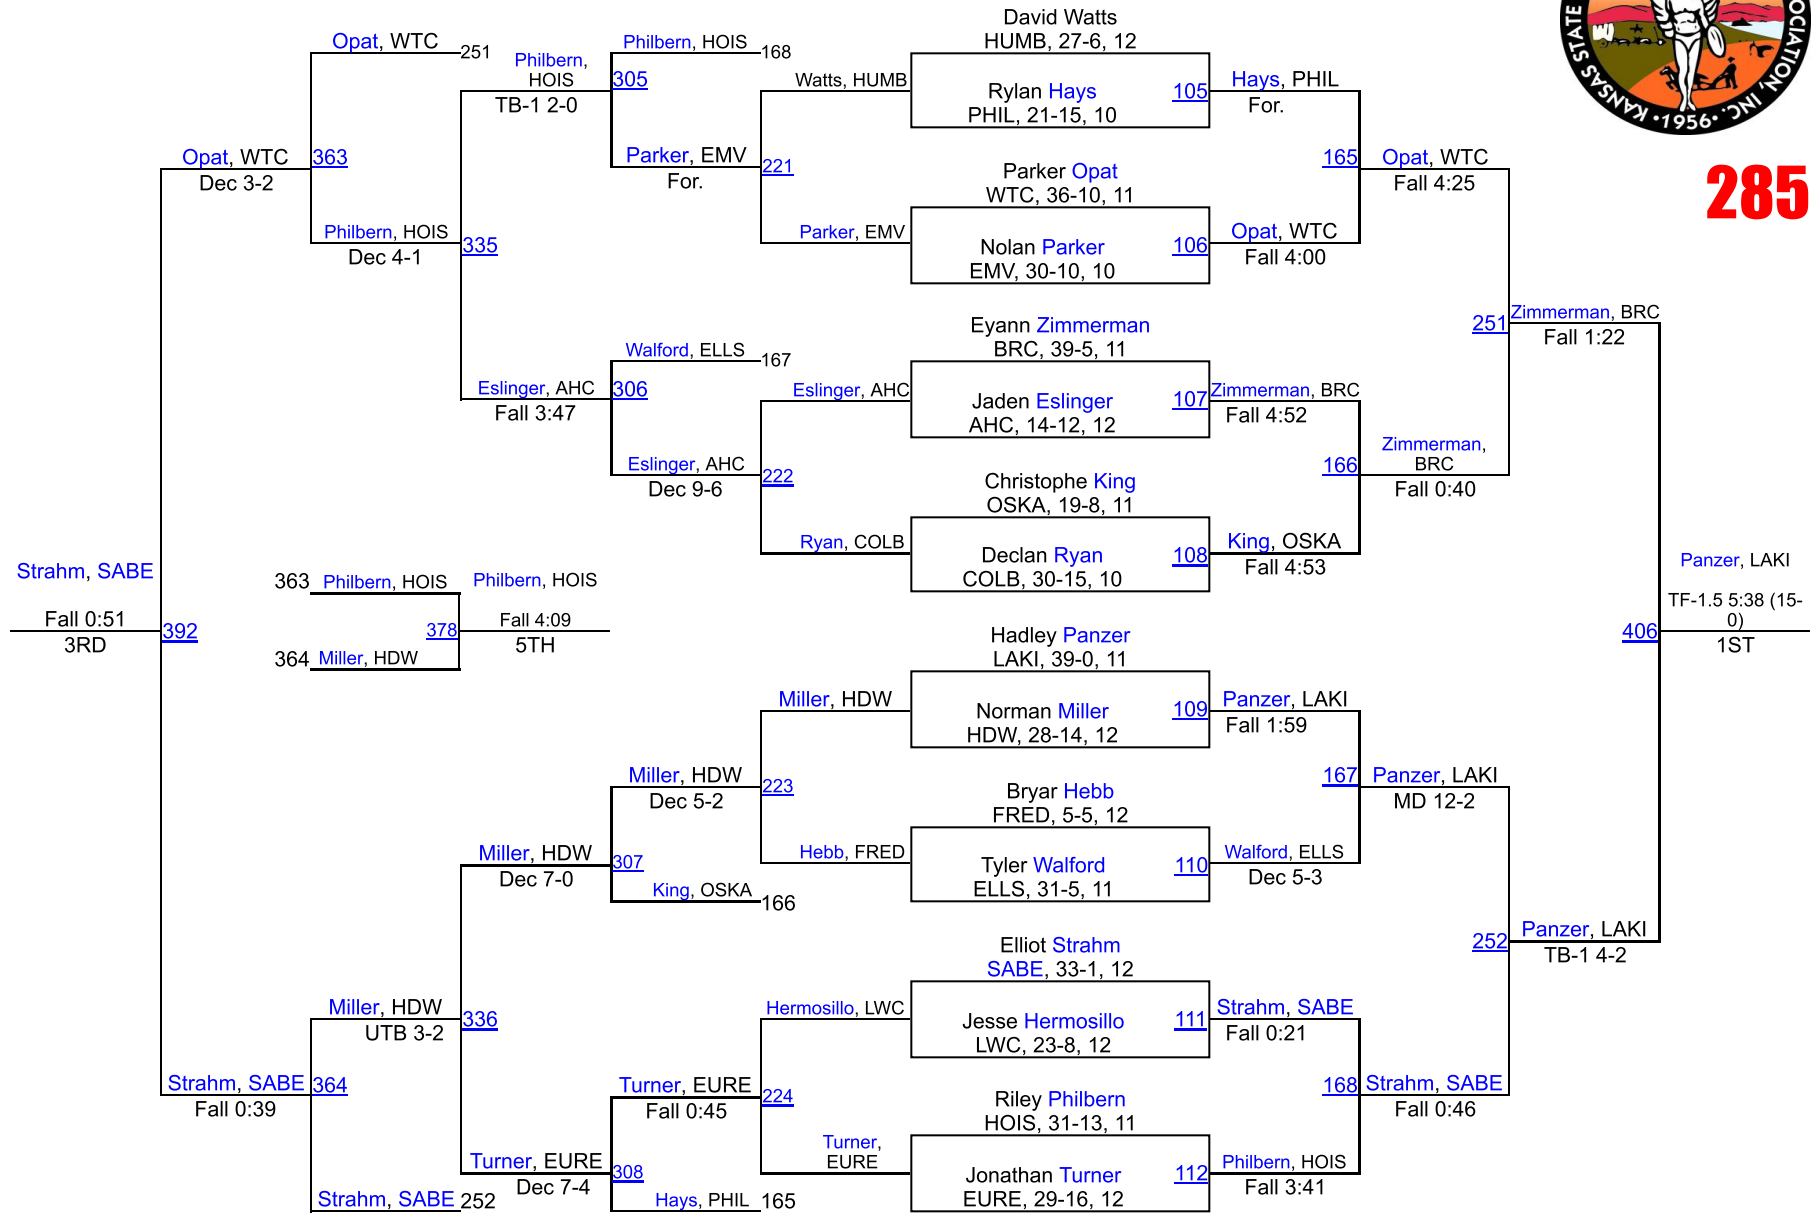 KANSAS STATE
OCIATION, INC.
•1956•
285
Opat, WTC
251
Philbern,
HOIS
TB-1 2-0
Philbern, HOIS
168
305
Parker, EMV
For.
Watts, HUMB
221
Parker, EMV
Opat, WTC
Dec 3-2
363
Philbern, HOIS
Dec 4-1
335
Walford, ELLS
167
Eslinger, AHC
Fall 3:47
306
Eslinger, AHC
Dec 9-6
Eslinger, AHC
222
Ryan, COLB
David Watts
HUMB, 27-6, 12
Rylan Hays
PHIL, 21-15, 10
105
Hays, PHIL
For.
Parker Opat
WTC, 36-10, 11
Nolan Parker
EMV, 30-10, 10
106
Opat, WTC
Fall 4:00
165
Opat, WTC
Fall 4:25
Eyann Zimmerman
BRC, 39-5, 11
Jaden Eslinger
AHC, 14-12, 12
107
Zimmerman, BRC
Fall 4:52
Christophe King
OSKA, 19-8, 11
Declan Ryan
COLB, 30-15, 10
108
King, OSKA
Fall 4:53
166
Zimmerman,
BRC
Fall 0:40
251
Zimmerman, BRC
Fall 1:22
Strahm, SABE
Fall 0:51
3RD
392
363
Philbern, HOIS
364
Miller, HDW
378
Philbern, HOIS
Fall 4:09
5TH
Panzer, LAKI
TF-1.5 5:38 (15-
0)
406
1ST
Hadley Panzer
LAKI, 39-0, 11
Norman Miller
HDW, 28-14, 12
109
Panzer, LAKI
Fall 1:59
Bryar Hebb
FRED, 5-5, 12
Tyler Walford
ELLS, 31-5, 11
110
Walford, ELLS
Dec 5-3
167
Panzer, LAKI
MD 12-2
Elliot Strahm
SABE, 33-1, 12
Jesse Hermosillo
LWC, 23-8, 12
111
Strahm, SABE
Fall 0:21
Riley Philbern
HOIS, 31-13, 11
Jonathan Turner
EURE, 29-16, 12
112
Philbern, HOIS
Fall 3:41
168
Strahm, SABE
Fall 0:46
252
Panzer, LAKI
TB-1 4-2
Miller, HDW
223
Hebb, FRED
Miller, HDW
Dec 5-2
307
King, OSKA
166
Miller, HDW
Dec 7-0
Miller, HDW
UTB 3-2
336
Hermosillo, LWC
224
Turner,
EURE
Turner, EURE
Fall 0:45
308
Hays, PHIL
165
Turner, EURE
Dec 7-4
Strahm, SABE
Fall 0:39
364
Strahm, SABE
252